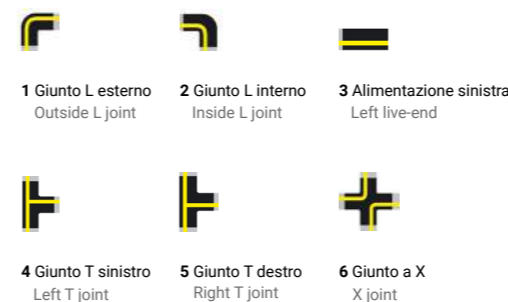 1 Giunto L esterno
Outside L joint
2 Giunto L interno
Inside L joint
3 Alimentazione sinistra
Left live-end
4 Giunto T sinistro
Left T joint
5 Giunto T destro
Right T joint
6 Giunto a X
X joint